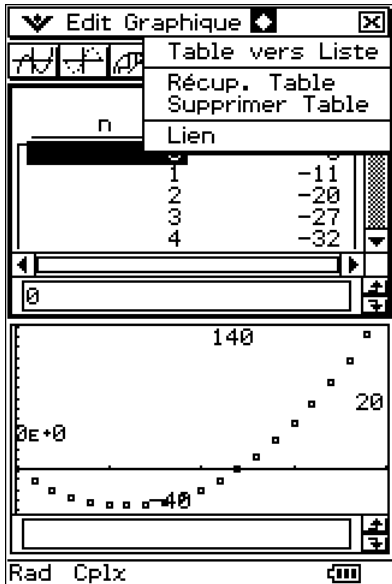 Edit Graphique
Table vers Liste
Récup. Table
Supprimer Table
Lien
n
1 -11
2 -20
3 -27
4 -32
0
140
20
0E+0
-40
Rad Cplx